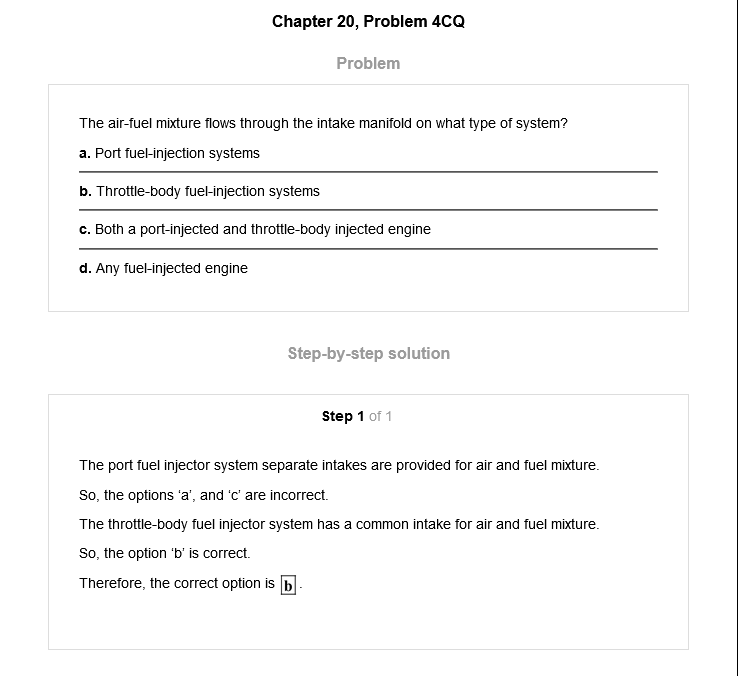 Chapter 20, Problem 4CQ
Problem
The air-fuel mixture flows through the intake manifold on what type of system?
a. Port fuel-injection systems
b. Throttle-body fuel-injection systems
c. Both a port-injected and throttle-body injected engine
d. Any fuel-injected engine
Step-by-step solution
Step 1 of 1
The port fuel injector system separate intakes are provided for air and fuel mixture.
So, the options ‘a’, and ‘c’ are incorrect.
The throttle-body fuel injector system has a common intake for air and fuel mixture.
So, the option ‘b’ is correct.
Therefore, the correct option is b.